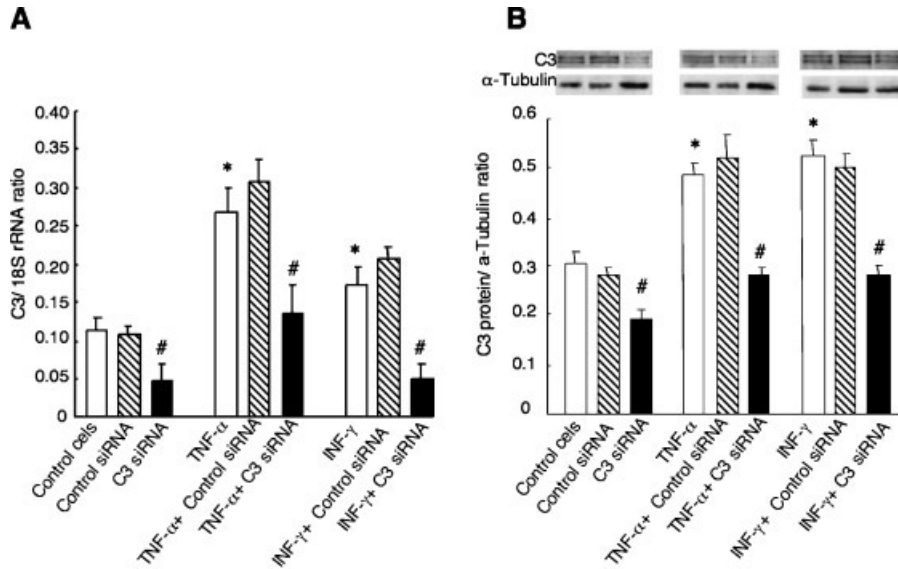 A
0.40
0.35
0.30
0.25
0.20
0.15
0.10
0.05
0
C3/ 18S rRNA ratio
*
#
*
#
#
Control cels
Control siRNA
C3 siRNA
TNF-α
TNF-α+ Control siRNA
TNF-α+ C3 siRNA
INF-γ
INF-γ+ Control siRNA
INF-γ+ C3 siRNA
B
C3
α-Tubulin
0.6
0.5
0.3
0.2
0.1
0
C3 protein/ a-Tubulin ratio
*
*
#
#
#
Control cells
Control siRNA
C3 siRNA
TNF-α
TNF-α+ Control siRNA
TNF-α+ C3 siRNA
INF-γ
INF-γ+ Control siRNA
INF-γ+ C3 siRNA